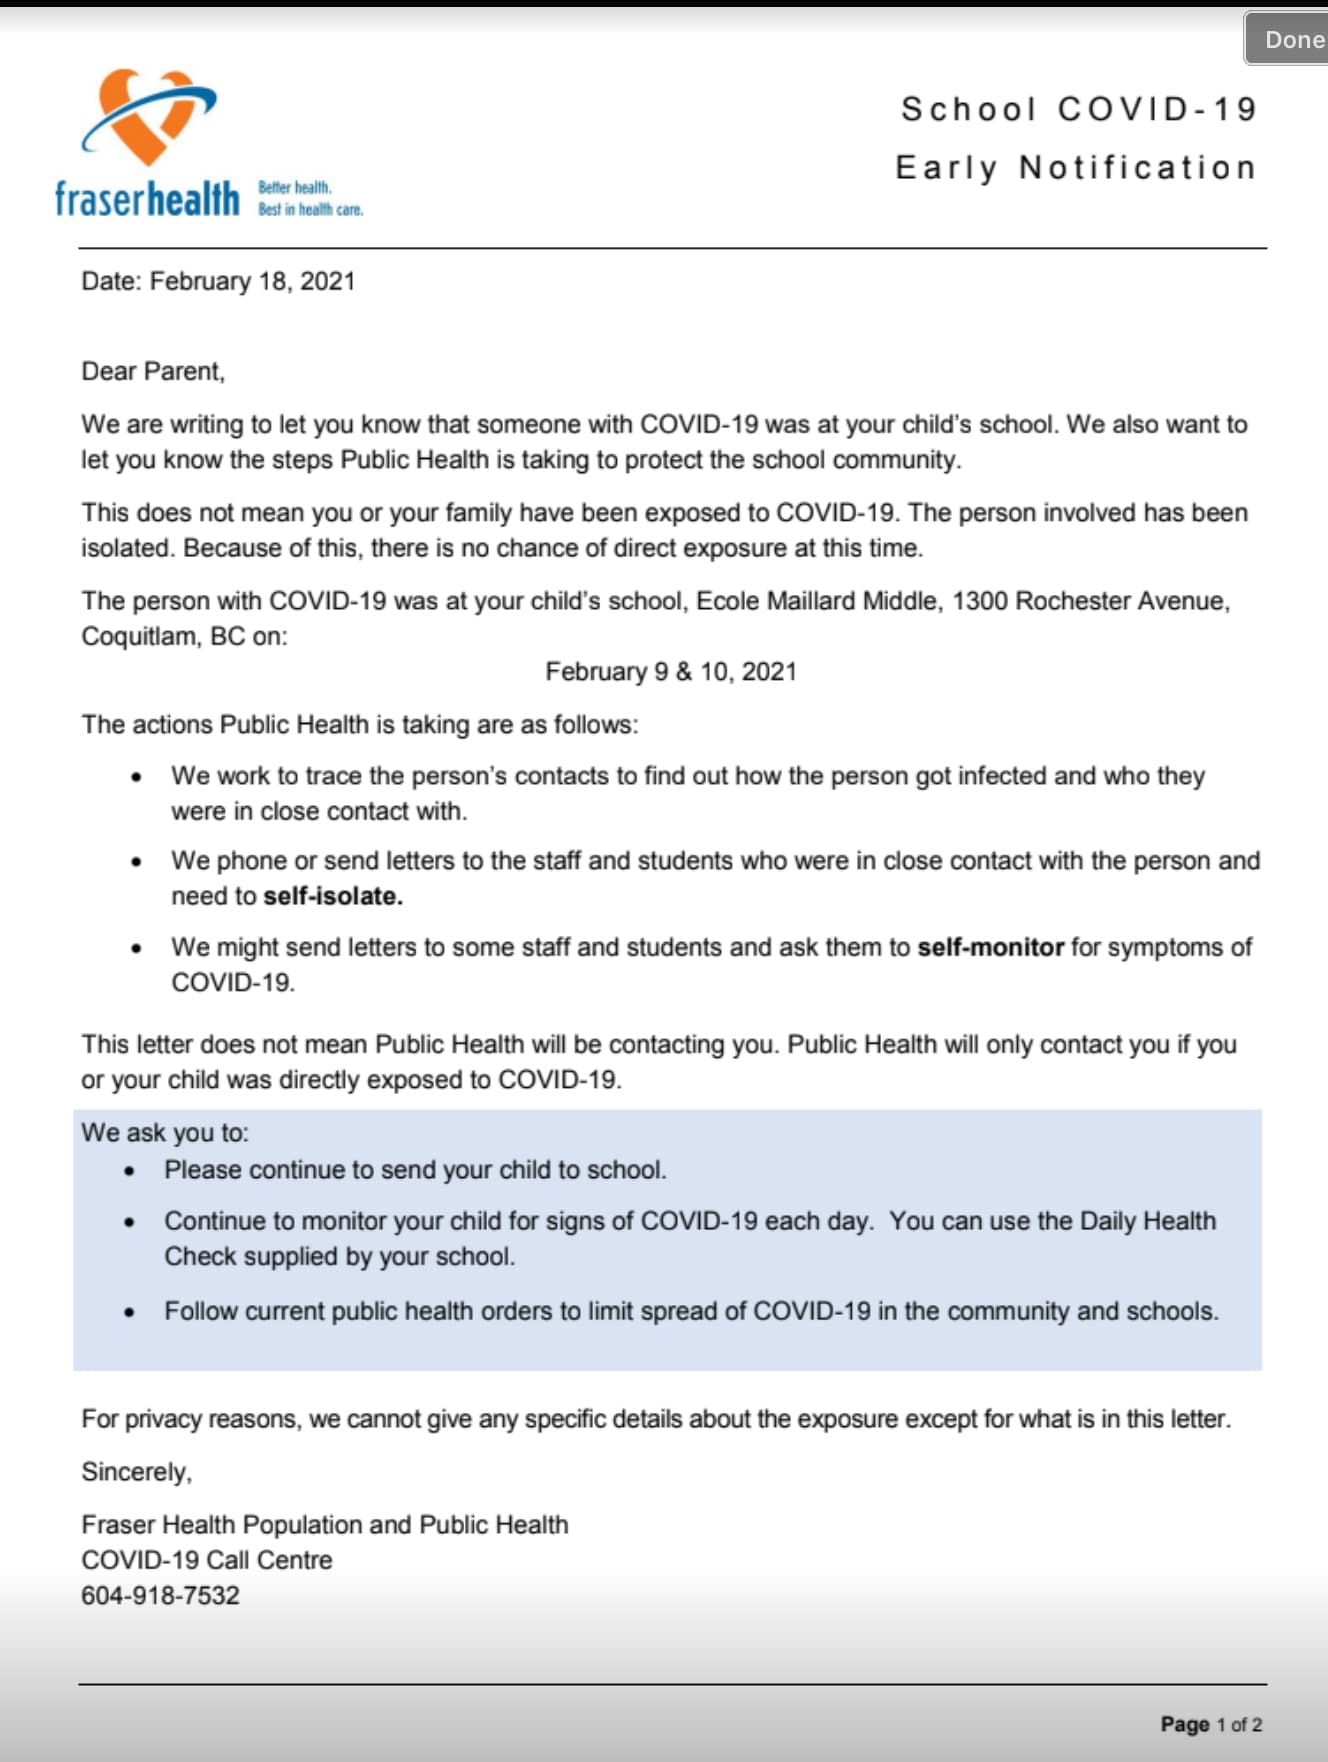 Done
fraserhealth
Better health.
Best in health care.
School COVID-19
Early Notification
Date: February 18, 2021
Dear Parent,
We are writing to let you know that someone with COVID-19 was at your child's school. We also want to
let you know the steps Public Health is taking to protect the school community.
This does not mean you or your family have been exposed to COVID-19. The person involved has been
isolated. Because of this, there is no chance of direct exposure at this time.
The person with COVID-19 was at your child's school, Ecole Maillard Middle, 1300 Rochester Avenue,
Coquitlam, BC on:
February 9 & 10, 2021
The actions Public Health is taking are as follows:
• We work to trace the person's contacts to find out how the person got infected and who they
were in close contact with.
• We phone or send letters to the staff and students who were in close contact with the person and
need to self-isolate.
• We might send letters to some staff and students and ask them to self-monitor for symptoms of
COVID-19.
This letter does not mean Public Health will be contacting you. Public Health will only contact you if you
or your child was directly exposed to COVID-19.
We ask you to:
• Please continue to send your child to school.
• Continue to monitor your child for signs of COVID-19 each day.  You can use the Daily Health
Check supplied by your school.
• Follow current public health orders to limit spread of COVID-19 in the community and schools.
For privacy reasons, we cannot give any specific details about the exposure except for what is in this letter.
Sincerely,
Fraser Health Population and Public Health
COVID-19 Call Centre
604-918-7532
Page 1 of 2